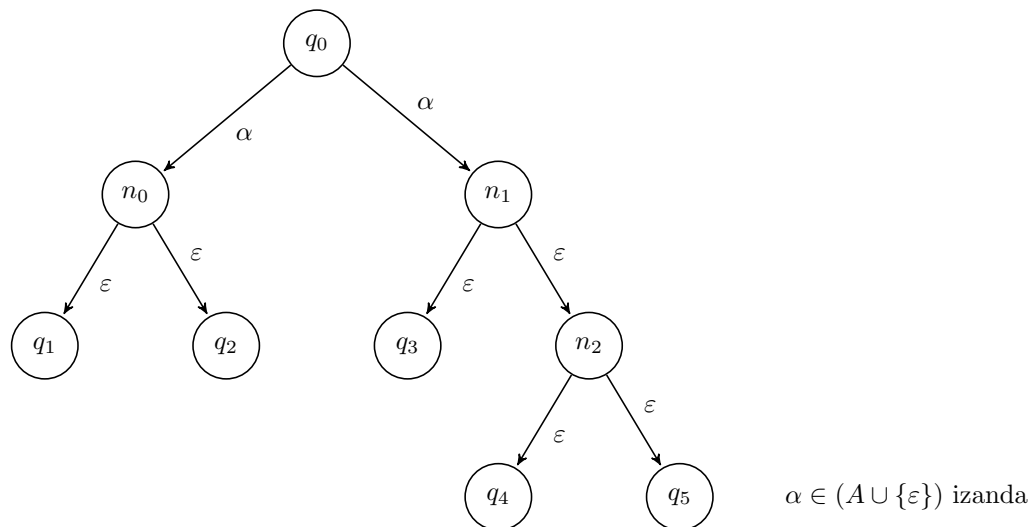 q₀
α
α
n₀
n₁
ε
ε
ε
ε
q₁
q₂
q₃
n₂
ε
ε
q₄
q₅
α ∈ (A ∪ {ε}) izanda